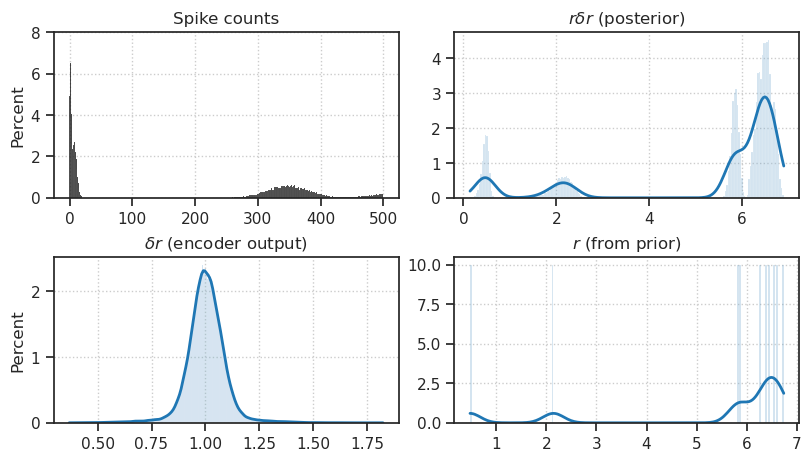 Spike counts
Percent
8
6
4
2
0
0 100 200 300 400 500
rδr (posterior)
4
3
2
1
0
0 2 4 6
δr (encoder output)
Percent
2
1
0
0.50 0.75 1.00 1.25 1.50 1.75
r (from prior)
10.0
7.5
5.0
2.5
0.0
1 2 3 4 5 6 7